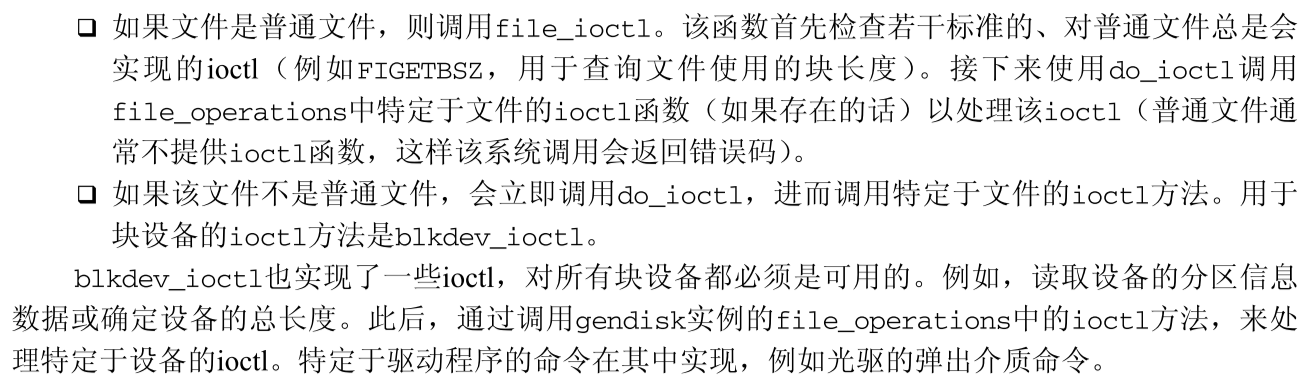 ❑ 如果文件是普通文件，则调用file_ioctl。该函数首先检查若干标准的、对普通文件总是会
实现的ioctl（例如FIGETBSZ，用于查询文件使用的块长度）。接下来使用do_ioctl调用
file_operations中特定于文件的ioctl函数（如果存在的话）以处理该ioctl（普通文件通
常不提供ioctl函数，这样该系统调用会返回错误码）。
❑ 如果该文件不是普通文件，会立即调用do_ioctl，进而调用特定于文件的ioctl方法。用于
块设备的ioctl方法是blkdev_ioctl。
blkdev_ioctl也实现了一些ioctl，对所有块设备都必须是可用的。例如，读取设备的分区信息
数据或确定设备的总长度。此后，通过调用gendisk实例的file_operations中的ioctl方法，来处
理特定于设备的ioctl。特定于驱动程序的命令在其中实现，例如光驱的弹出介质命令。